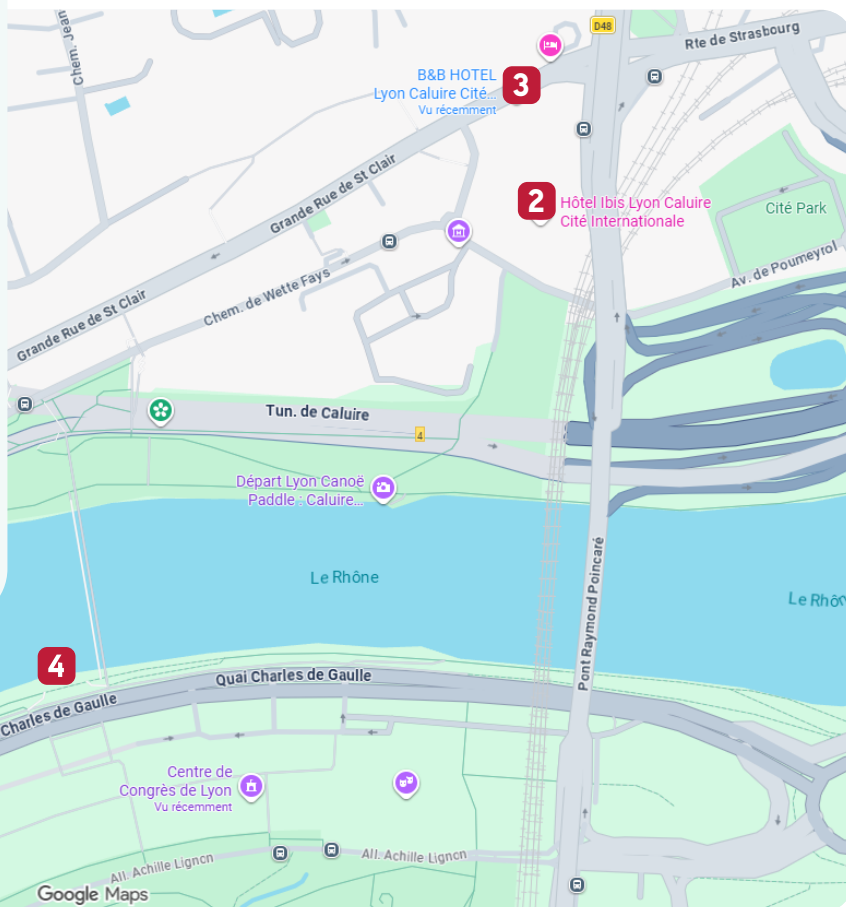 D48
Rte de Strasbourg
Chem. Jean
B&B HOTEL
Lyon Caluire Cité...
Vu récemment
3
2
Hôtel Ibis Lyon Caluire
Cité Internationale
Cité Park
Grande Rue de St Clair
Av. de Poumeyrol
Chem. de Wette Fays
Grande Rue de St Clair
Tun. de Caluire
4
Départ Lyon Canoë
Paddle : Caluire...
Le Rhône
Le Rhôn
Pont Raymond Poincaré
4
Quai Charles de Gaulle
Charles de Gaulle
Centre de
Congrès de Lyon
Vu récemment
All. Achille Lignon
All. Achille Lignon
Google Maps